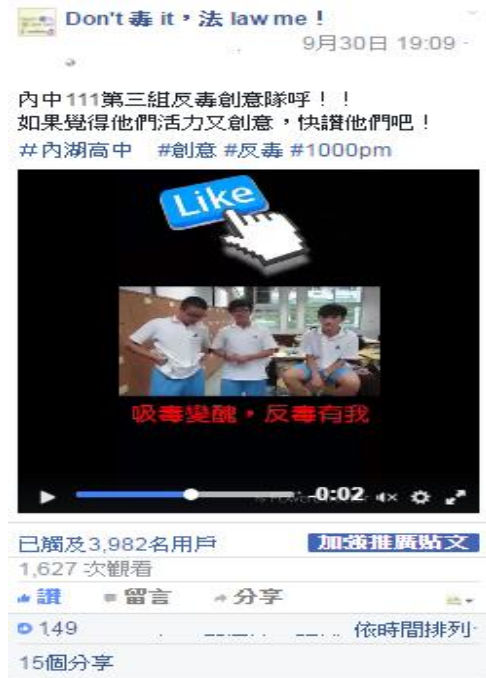 Don't 毒 it，法 law me！
9月30日 19:09 ·
內中111第三組反毒創意隊呼！！
如果覺得他們活力又創意，快讚他們吧！
#內湖高中 #創意 #反毒 #1000pm
Like
吸毒變醜，反毒有我
-0:02
已觸及3,982名用戶
加強推廣貼文
1,627 次觀看
讚 留言 分享
149
依時間排列
15個分享